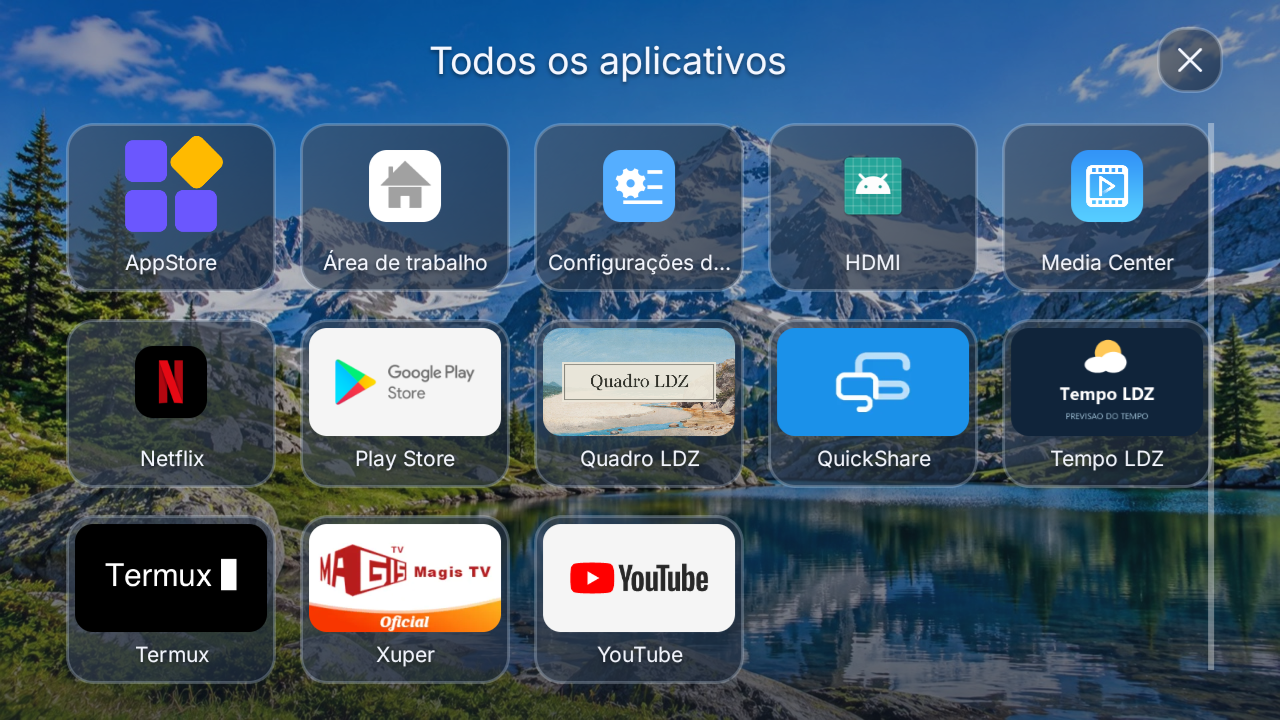 Todos os aplicativos
AppStore
Área de trabalho
Configurações d...
HDMI
Media Center
Netflix
Google Play
Store
Play Store
Quadro LDZ
Quadro LDZ
QuickShare
Tempo LDZ
PREVISAO DO TEMPO
Tempo LDZ
Termux
Termux
MAGIS
TV
Magis TV
Oficial
Xuper
YouTube
YouTube